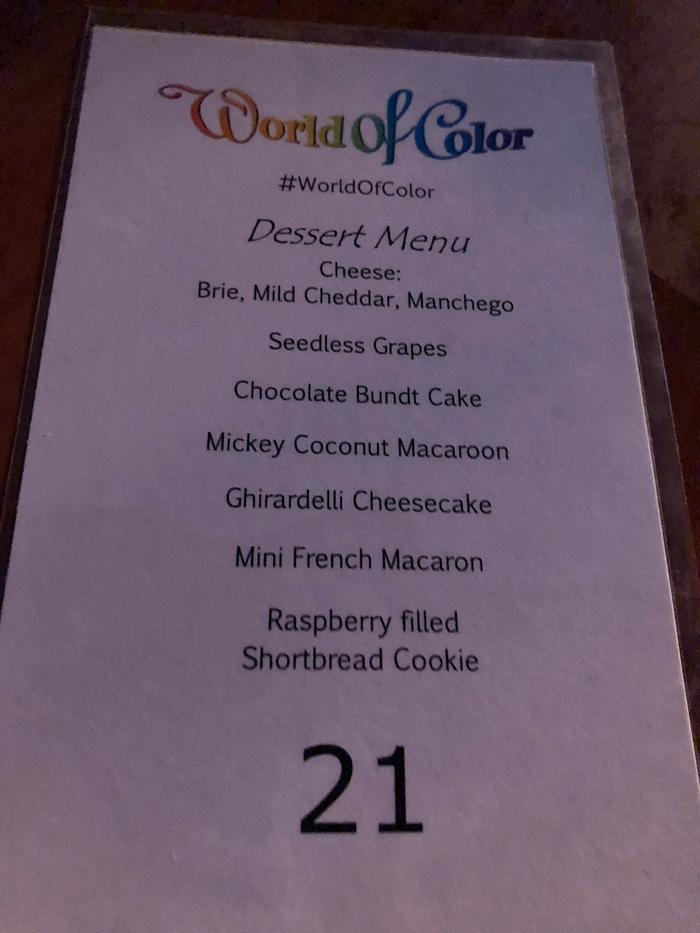 World Of Color
#WorldOfColor
Dessert Menu
Cheese:
Brie, Mild Cheddar, Manchego
Seedless Grapes
Chocolate Bundt Cake
Mickey Coconut Macaroon
Ghirardelli Cheesecake
Mini French Macaron
Raspberry filled
Shortbread Cookie
21